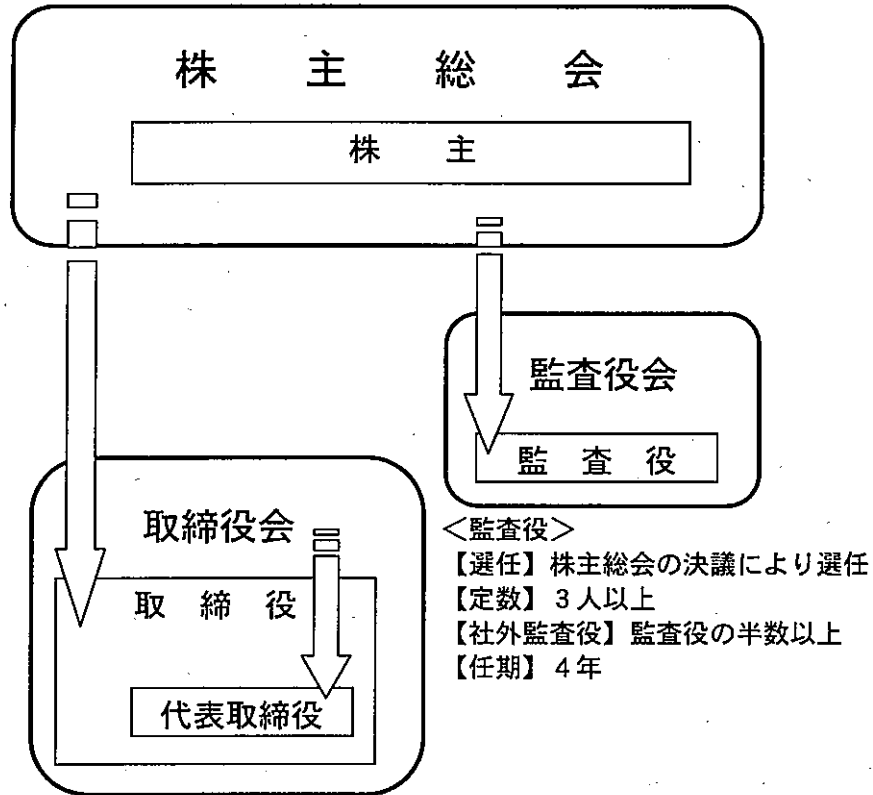 株主総会
株主
監査役会
監査役
取締役会
取締役
代表取締役
＜監査役＞
【選任】株主総会の決議により選任
【定数】３人以上
【社外監査役】監査役の半数以上
【任期】４年